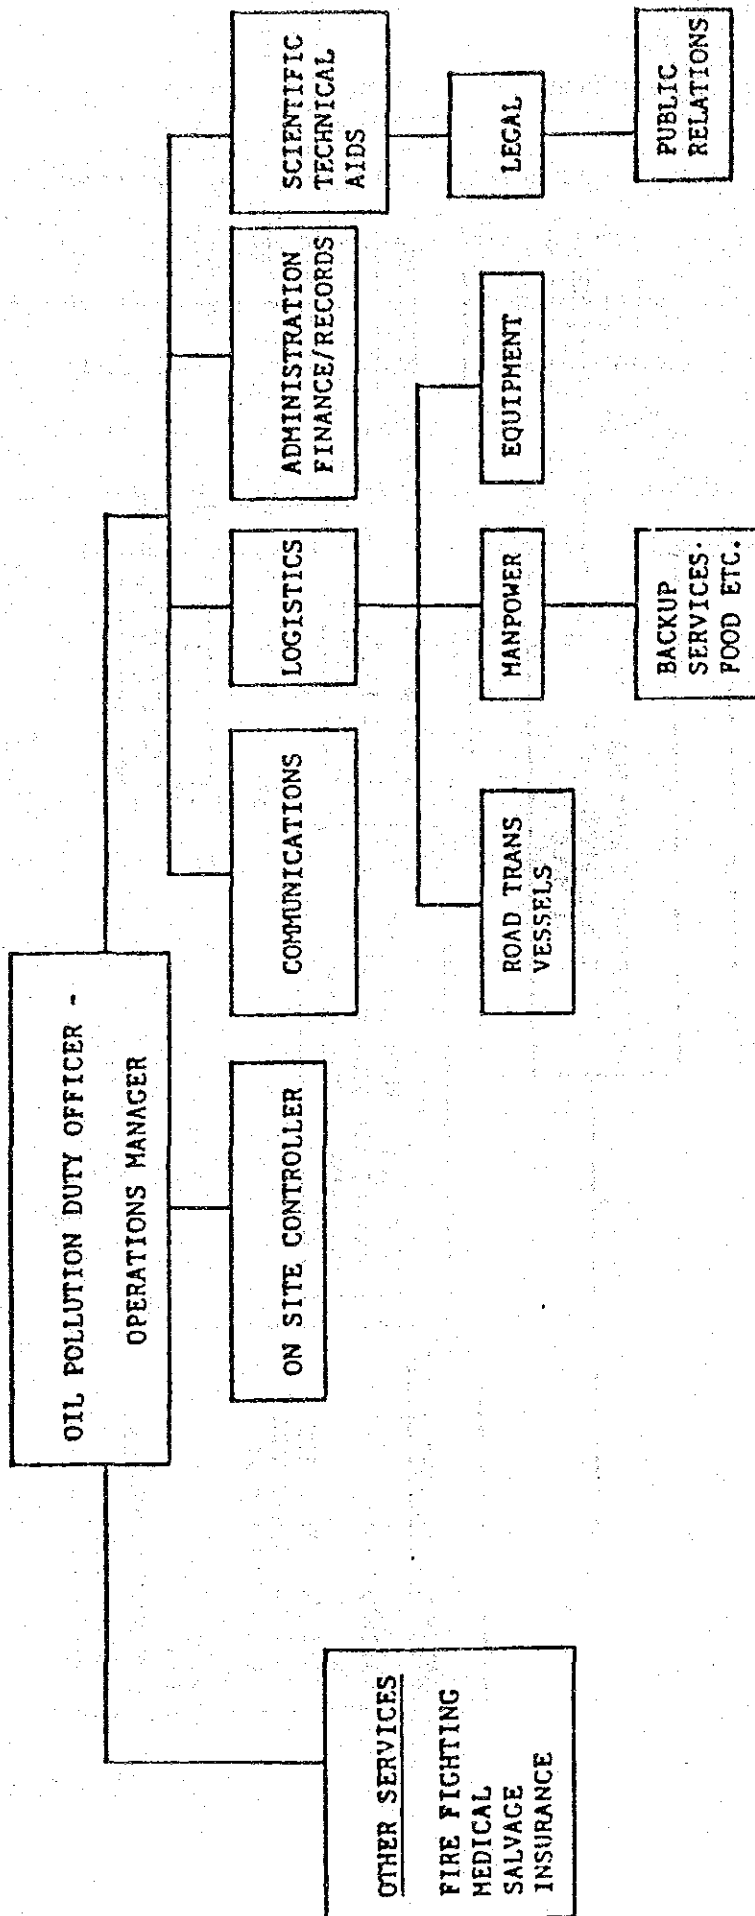 OIL POLLUTION DUTY OFFICER -
OPERATIONS MANAGER
ON SITE CONTROLLER
COMMUNICATIONS
LOGISTICS
ADMINISTRATION
FINANCE/RECORDS
SCIENTIFIC
TECHNICAL
AIDS
OTHER SERVICES
FIRE FIGHTING
MEDICAL
SALVAGE
INSURANCE
ROAD TRANS
VESSELS
MANPOWER
EQUIPMENT
LEGAL
BACKUP
SERVICES.
FOOD ETC.
PUBLIC
RELATIONS